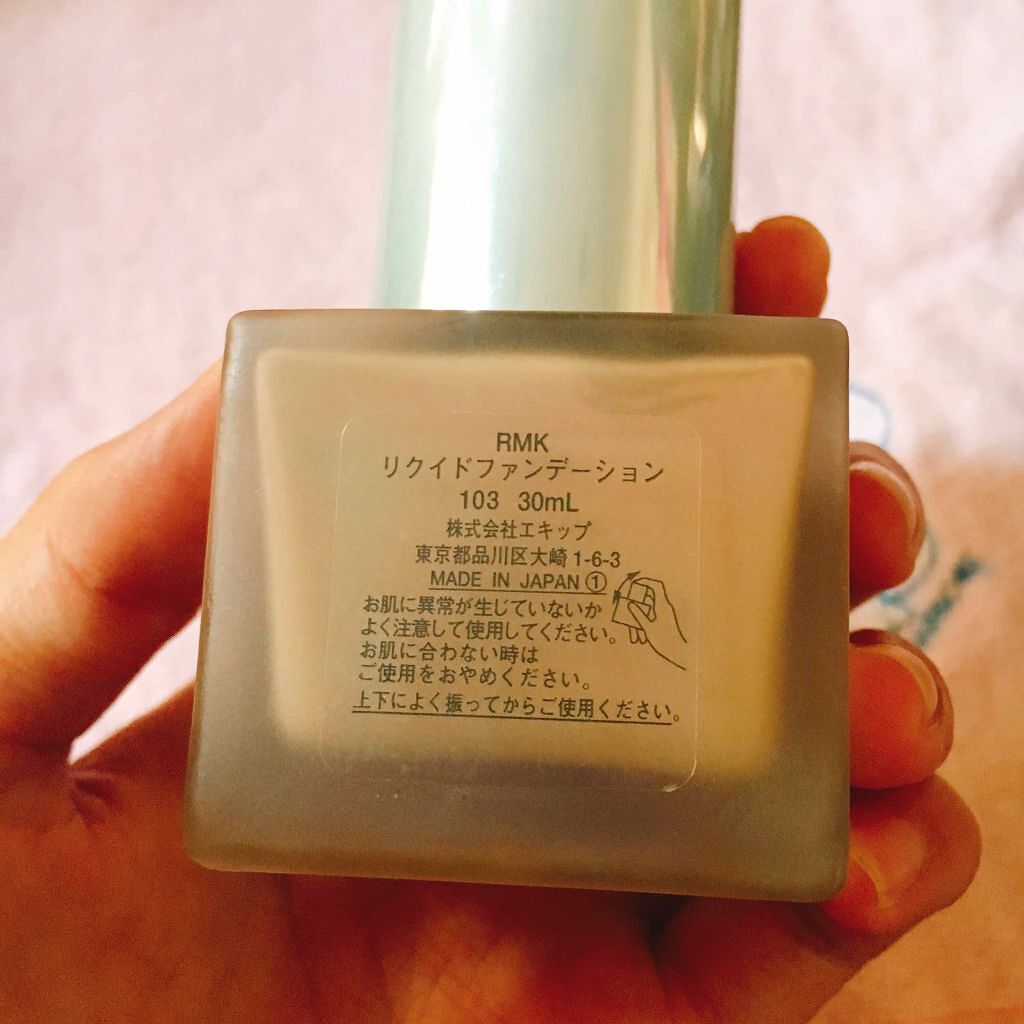 RMK
リクイドファンデーション
103 30mL
株式会社エキップ
東京都品川区大崎1-6-3
MADE IN JAPAN ①
お肌に異常が生じていないか
よく注意して使用してください。
お肌に合わない時は
ご使用をおやめください。
上下によく振ってからご使用ください。